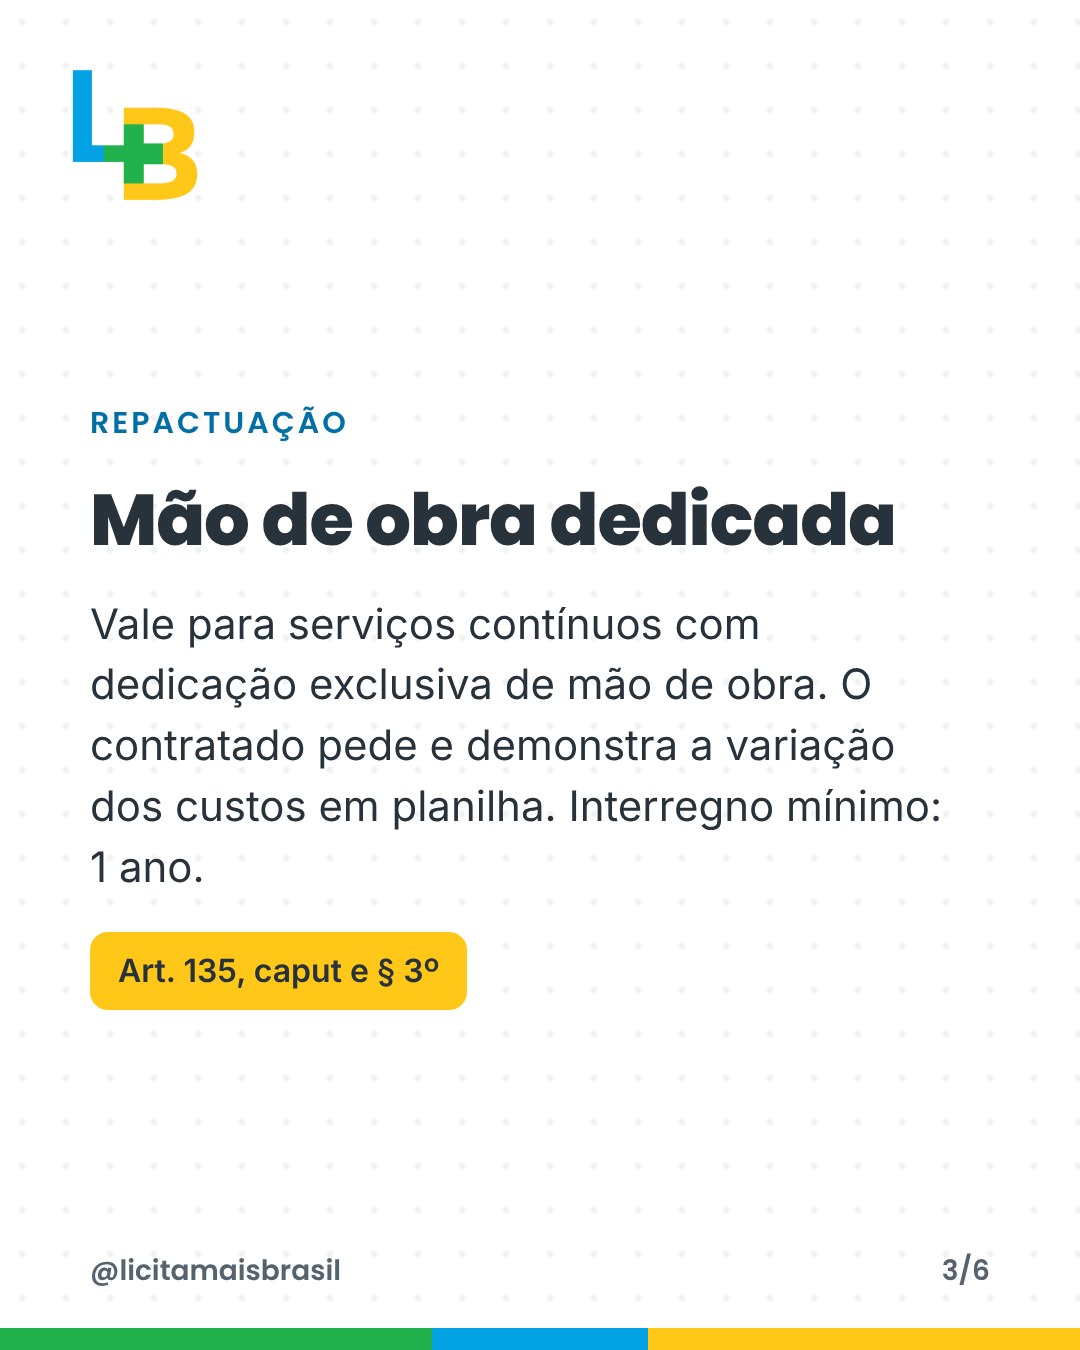 L+B
REPACTUAÇÃO
Mão de obra dedicada
Vale para serviços contínuos com
dedicação exclusiva de mão de obra. O
contratado pede e demonstra a variação
dos custos em planilha. Interregno mínimo:
1 ano.
Art. 135, caput e § 3º
@licitamaisbrasil
3/6